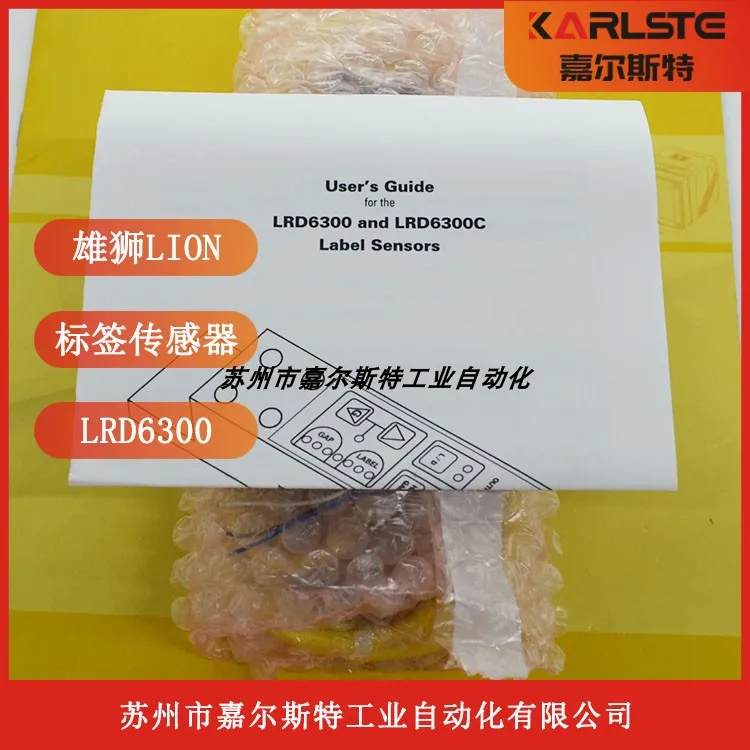 KARLSTE
嘉尔斯特
User's Guide
for the
LRD6300 and LRD6300C
Label Sensors
雄狮LION
标签传感器
LRD6300
苏州市嘉尔斯特工业自动化
GAP
LABEL
苏州市嘉尔斯特工业自动化有限公司